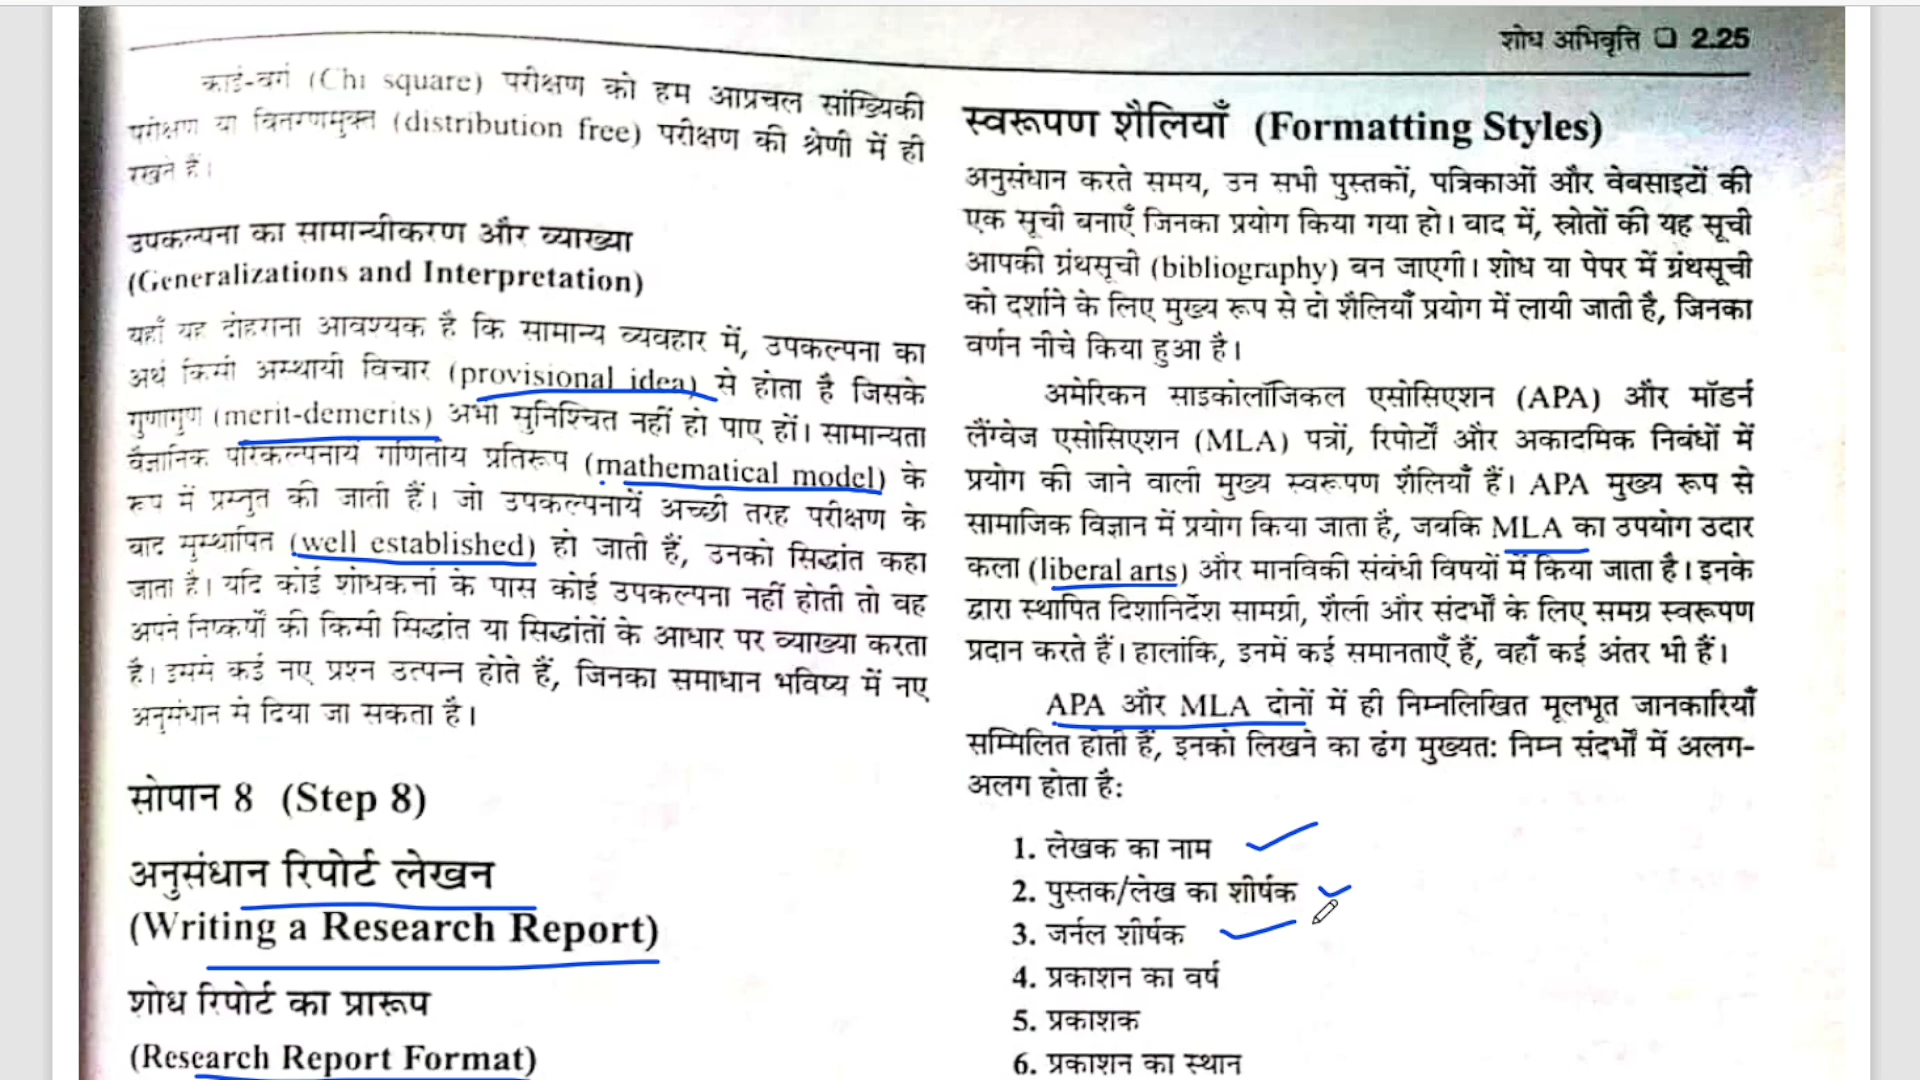 शोध अभिवृत्ति ❑ 2.25
काई-वर्ग (Chi square) परीक्षण को हम आप्रचल सांख्यिकी
परीक्षण या वितरणमुक्त (distribution free) परीक्षण की श्रेणी में ही
रखते हैं।
उपकल्पना का सामान्यीकरण और व्याख्या
(Generalizations and Interpretation)
यहाँ यह दोहराना आवश्यक है कि सामान्य व्यवहार में, उपकल्पना का
अर्थ किसी अस्थायी विचार (provisional idea) से होता है जिसके
गुणागुण (merit-demerits) अभी सुनिश्चित नहीं हो पाए हों। सामान्यता
वैज्ञानिक परिकल्पनायें गणितीय प्रतिरूप (mathematical model) के
रूप में प्रस्तुत की जाती हैं। जो उपकल्पनायें अच्छी तरह परीक्षण के
बाद सुस्थापित (well established) हो जाती हैं, उनको सिद्धांत कहा
जाता है। यदि कोई शोधकर्त्ता के पास कोई उपकल्पना नहीं होती तो वह
अपने निष्कर्षों की किसी सिद्धांत या सिद्धांतों के आधार पर व्याख्या करता
है। इससे कई नए प्रश्न उत्पन्न होते हैं, जिनका समाधान भविष्य में नए
अनुसंधान से दिया जा सकता है।
सोपान 8 (Step 8)
अनुसंधान रिपोर्ट लेखन
(Writing a Research Report)
शोध रिपोर्ट का प्रारूप
(Research Report Format)
स्वरूपण शैलियाँ (Formatting Styles)
अनुसंधान करते समय, उन सभी पुस्तकों, पत्रिकाओं और वेबसाइटों की
एक सूची बनाएँ जिनका प्रयोग किया गया हो। बाद में, स्त्रोतों की यह सूची
आपकी ग्रंथसूची (bibliography) बन जाएगी। शोध या पेपर में ग्रंथसूची
को दर्शाने के लिए मुख्य रूप से दो शैलियाँ प्रयोग में लायी जाती है, जिनका
वर्णन नीचे किया हुआ है।
अमेरिकन साइकोलॉजिकल एसोसिएशन (APA) और मॉडर्न
लैंग्वेज एसोसिएशन (MLA) पत्रों, रिपोर्टों और अकादमिक निबंधों में
प्रयोग की जाने वाली मुख्य स्वरूपण शैलियाँ हैं। APA मुख्य रूप से
सामाजिक विज्ञान में प्रयोग किया जाता है, जबकि MLA का उपयोग उदार
कला (liberal arts) और मानविकी संबंधी विषयों में किया जाता है। इनके
द्वारा स्थापित दिशानिर्देश सामग्री, शैली और संदर्भों के लिए समग्र स्वरूपण
प्रदान करते हैं। हालांकि, इनमें कई समानताएँ हैं, वहाँ कई अंतर भी हैं।
APA और MLA दोनों में ही निम्नलिखित मूलभूत जानकारियाँ
सम्मिलित होती हैं, इनको लिखने का ढंग मुख्यत: निम्न संदर्भों में अलग-
अलग होता है:
1. लेखक का नाम
2. पुस्तक/लेख का शीर्षक
3. जर्नल शीर्षक
4. प्रकाशन का वर्ष
5. प्रकाशक
6. प्रकाशन का स्थान